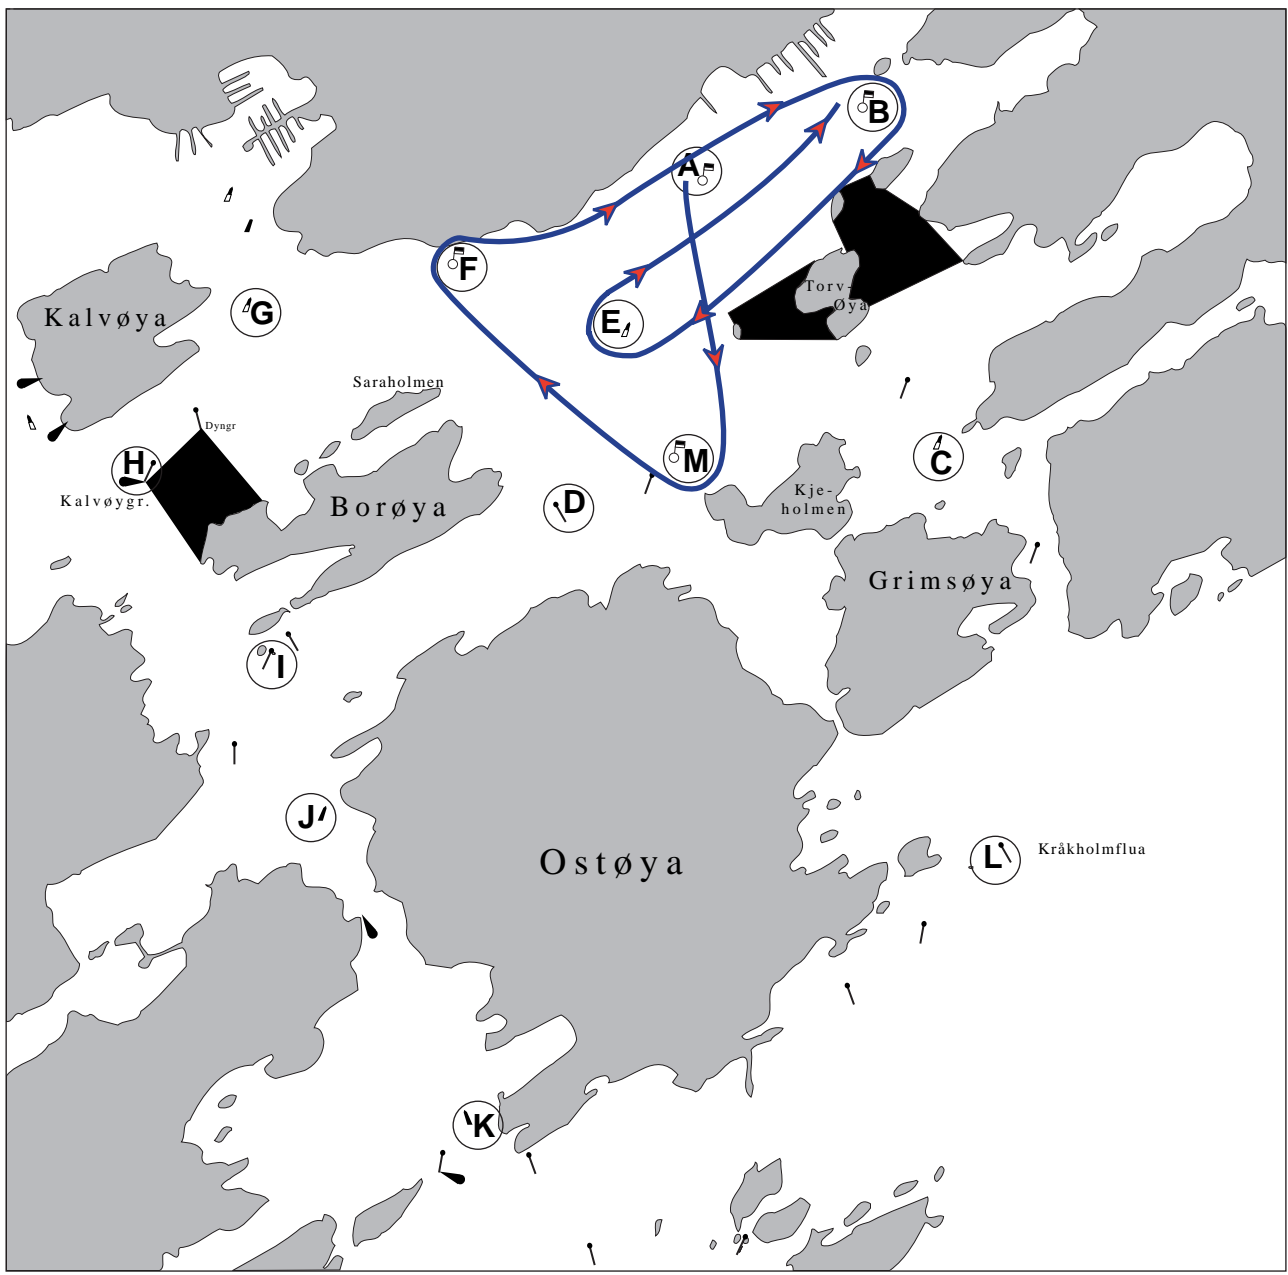 B
A
F
Torv-
Øya
Kalvøya
G
E
Saraholmen
Dyngr
H
M
C
Kalvøygr.
Borøya
D
Kje-
holmen
Grimsøya
I
J
Ostøya
L
Kråkholmflua
K